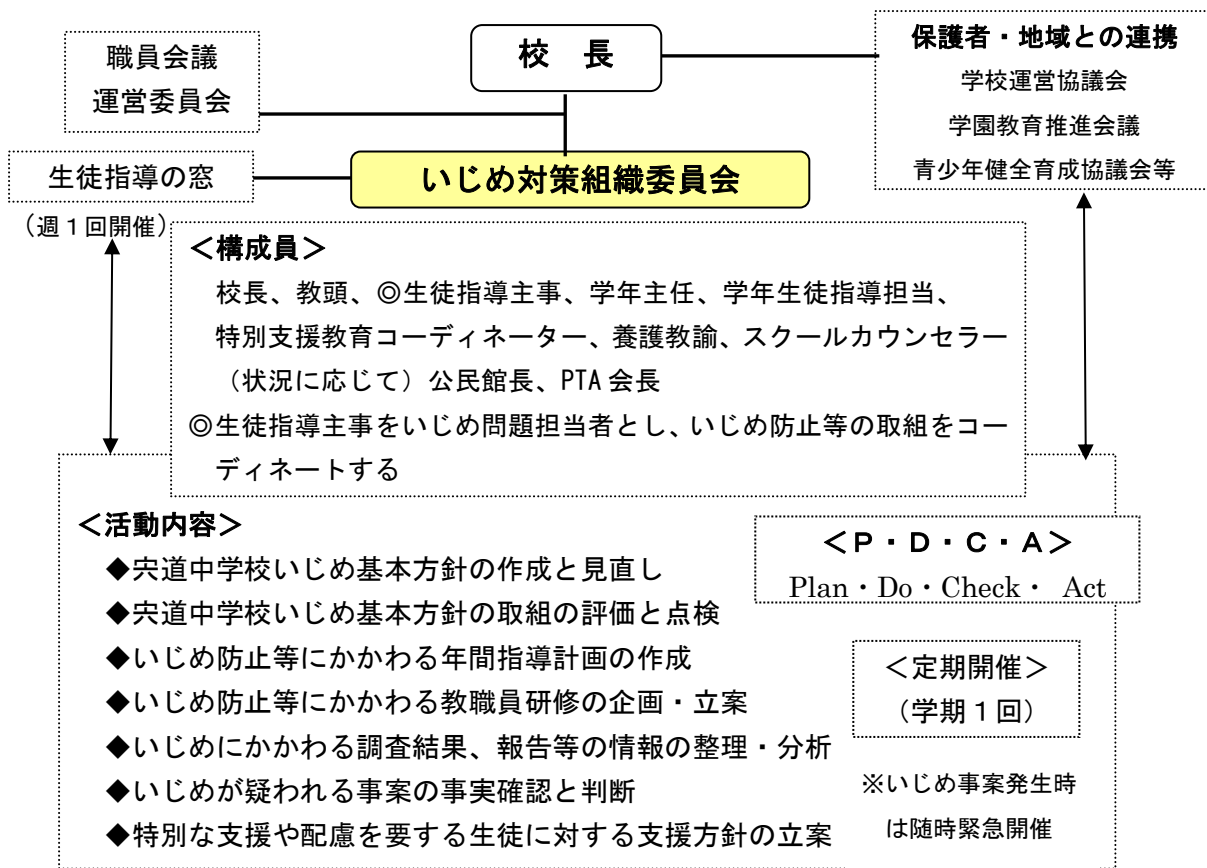 職員会議
運営委員会
校 長
保護者・地域との連携
学校運営協議会
学園教育推進会議
青少年健全育成協議会等
生徒指導の窓
（週１回開催）
いじめ対策組織委員会
＜構成員＞
校長、教頭、◎生徒指導主事、学年主任、学年生徒指導担当、
特別支援教育コーディネーター、養護教諭、スクールカウンセラー
（状況に応じて）公民館長、PTA 会長
◎生徒指導主事をいじめ問題担当者とし、いじめ防止等の取組をコー
ディネートする
＜活動内容＞
◆宍道中学校いじめ基本方針の作成と見直し
◆宍道中学校いじめ基本方針の取組の評価と点検
◆いじめ防止等にかかわる年間指導計画の作成
◆いじめ防止等にかかわる教職員研修の企画・立案
◆いじめにかかわる調査結果、報告等の情報の整理・分析
◆いじめが疑われる事案の事実確認と判断
◆特別な支援や配慮を要する生徒に対する支援方針の立案
＜Ｐ・Ｄ・Ｃ・Ａ＞
Plan・Do・Check・ Act
＜定期開催＞
（学期１回）
※いじめ事案発生時
は随時緊急開催